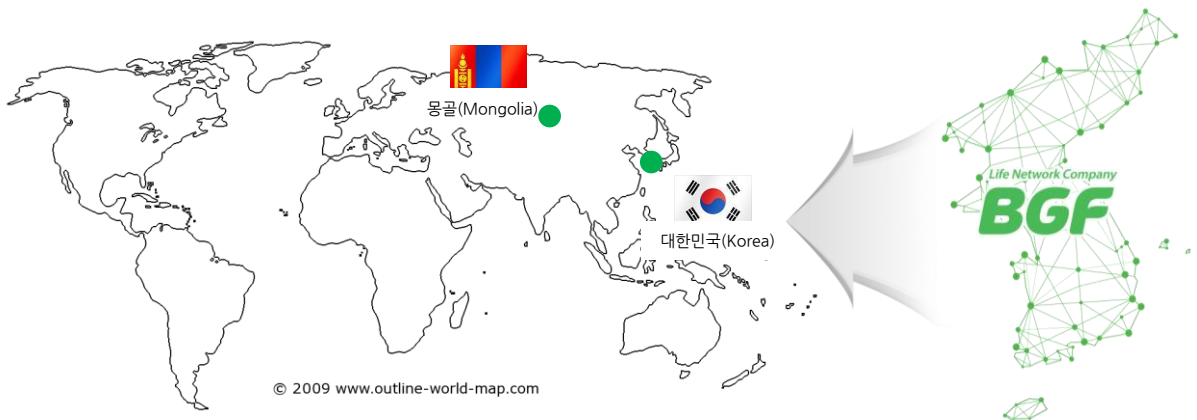 몽골(Mongolia)
대한민국(Korea)
© 2009 www.outline-world-map.com
Life Network Company
BGF